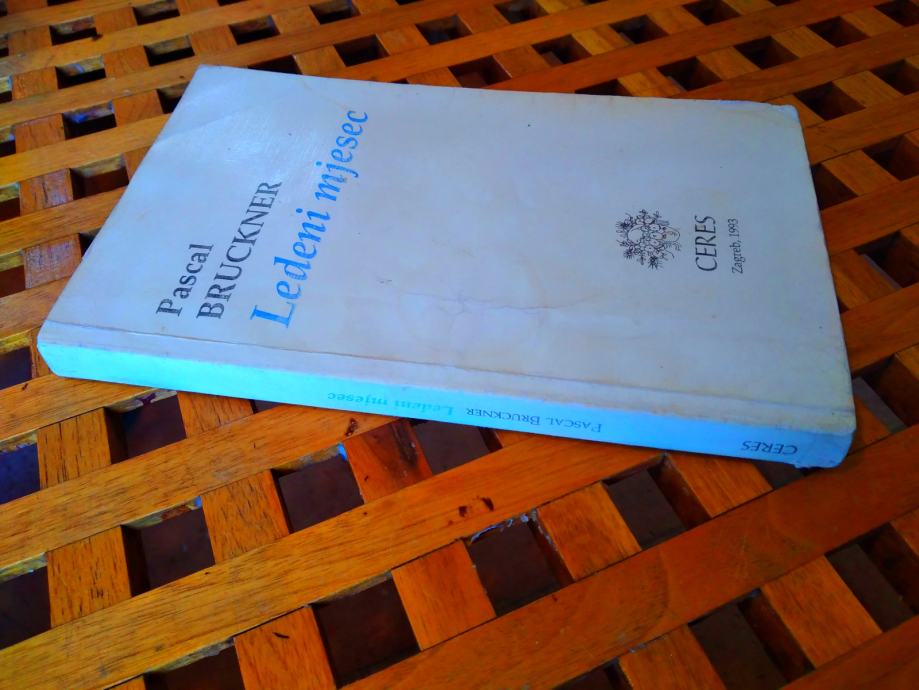 Pascal
BRUCKNER
Ledeni mjesec
CERES
Zagreb, 1993
CERES
PASCAL BRUCKNER Ledeni mjesec